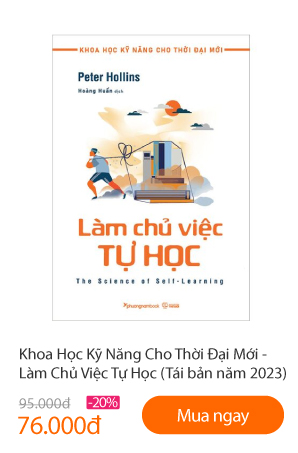 KHOA HỌC KỸ NĂNG CHO THỜI ĐẠI MỚI
Peter Hollins
Hoàng Huấn dịch
Làm chủ việc
TỰ HỌC
The Science of Self-Learning
phuongnambook
Khoa Học Kỹ Năng Cho Thời Đại Mới -
Làm Chủ Việc Tự Học (Tái bản năm 2023)
95.000đ -20%
76.000đ
Mua ngay